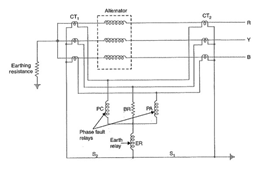 CT1 Alternator CT2
R
Y
B
Earthing
resistance
PC BR PA
Phase fault
relays
Earth
relay
ER
S2 S1